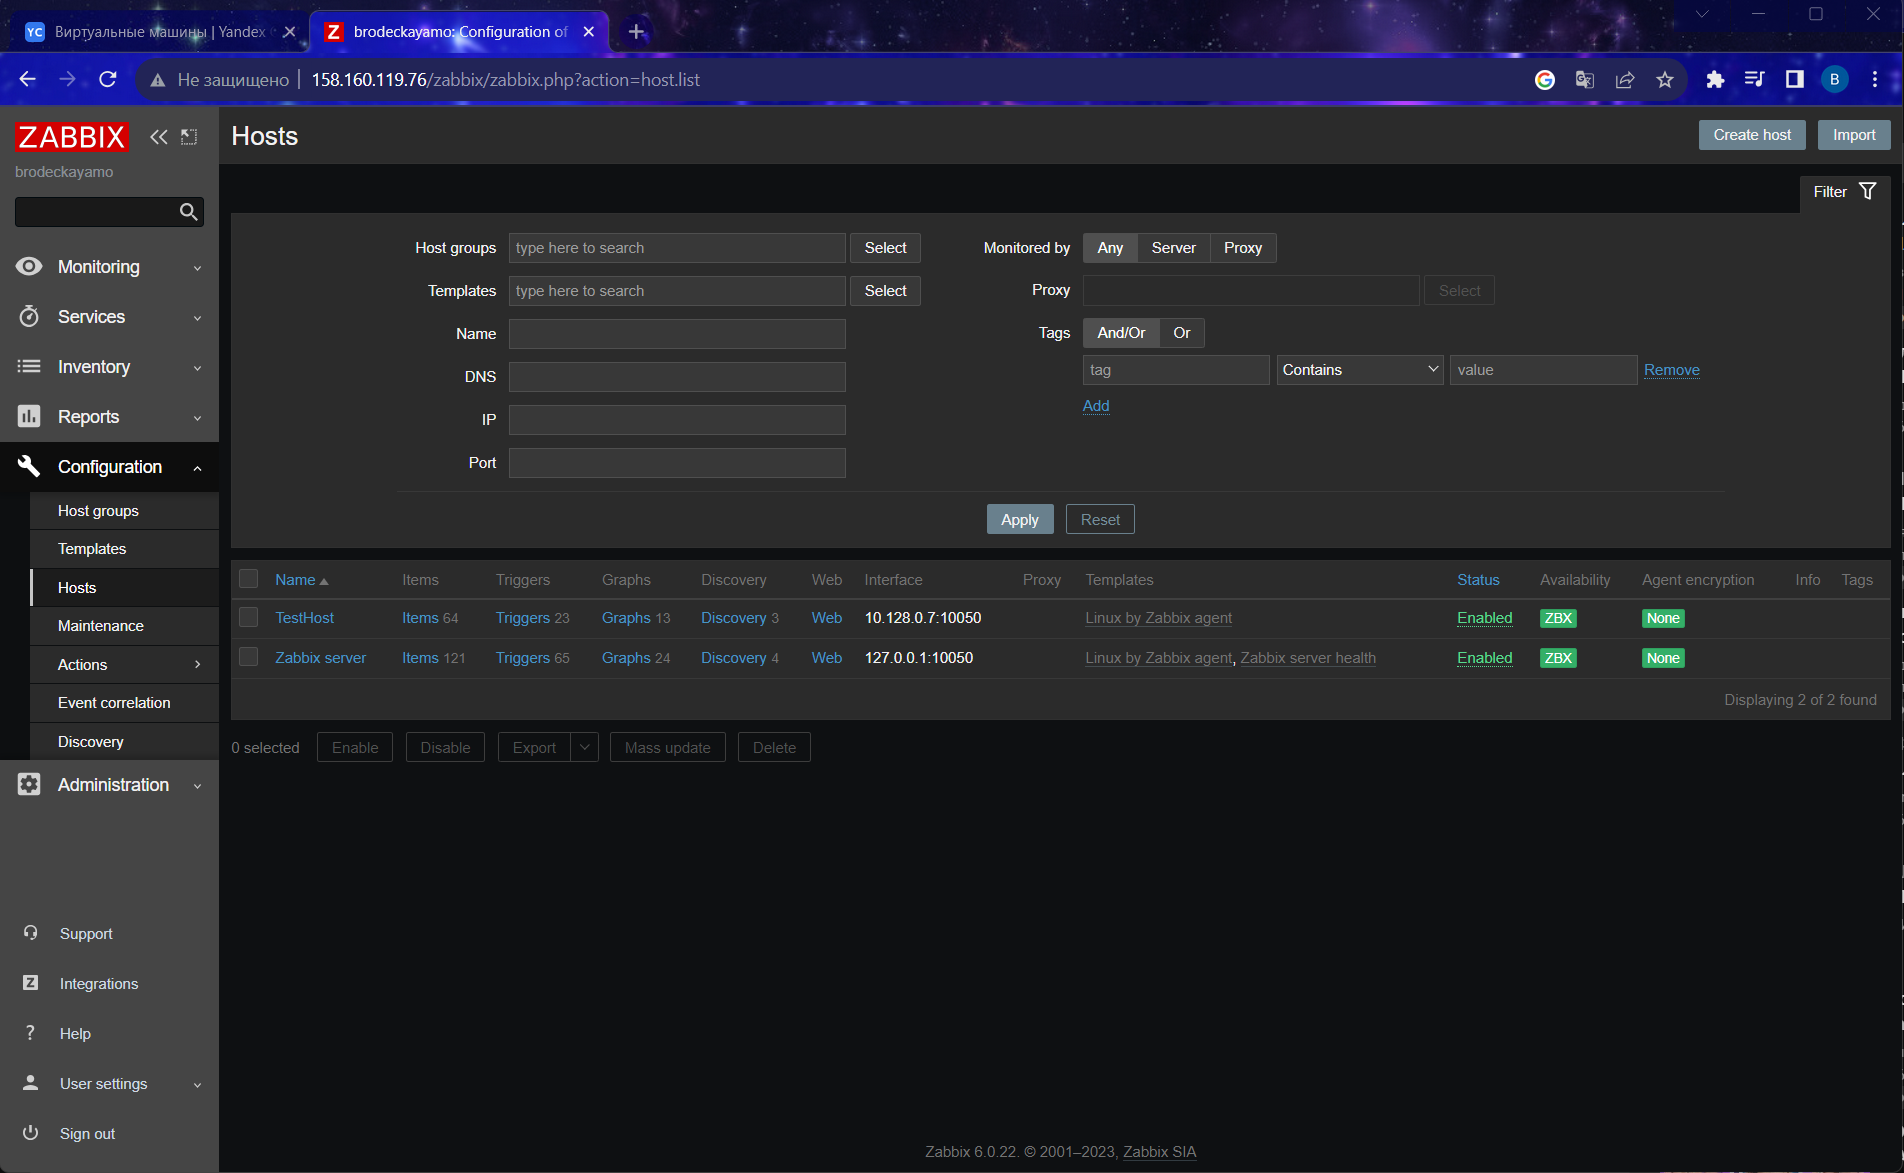 YC Виртуальные машины | Yandex
Z brodeckayamo: Configuration of
Не защищено | 158.160.119.76/zabbix/zabbix.php?action=host.list
B
ZABBIX
brodeckayamo
Monitoring
Services
Inventory
Reports
Configuration
Host groups
Templates
Hosts
Maintenance
Actions
Event correlation
Discovery
Administration
Support
Z Integrations
? Help
User settings
Sign out
Hosts
Create host Import
Filter
Host groups type here to search Select
Templates type here to search Select
Name
DNS
IP
Port
Monitored by Any Server Proxy
Proxy Select
Tags And/Or Or
tag Contains value Remove
Add
Apply Reset
Name Items Triggers Graphs Discovery Web Interface Proxy Templates Status Availability Agent encryption Info Tags
TestHost Items 64 Triggers 23 Graphs 13 Discovery 3 Web 10.128.0.7:10050 Linux by Zabbix agent Enabled ZBX None
Zabbix server Items 121 Triggers 65 Graphs 24 Discovery 4 Web 127.0.0.1:10050 Linux by Zabbix agent, Zabbix server health Enabled ZBX None
Displaying 2 of 2 found
0 selected Enable Disable Export Mass update Delete
Zabbix 6.0.22. © 2001–2023, Zabbix SIA